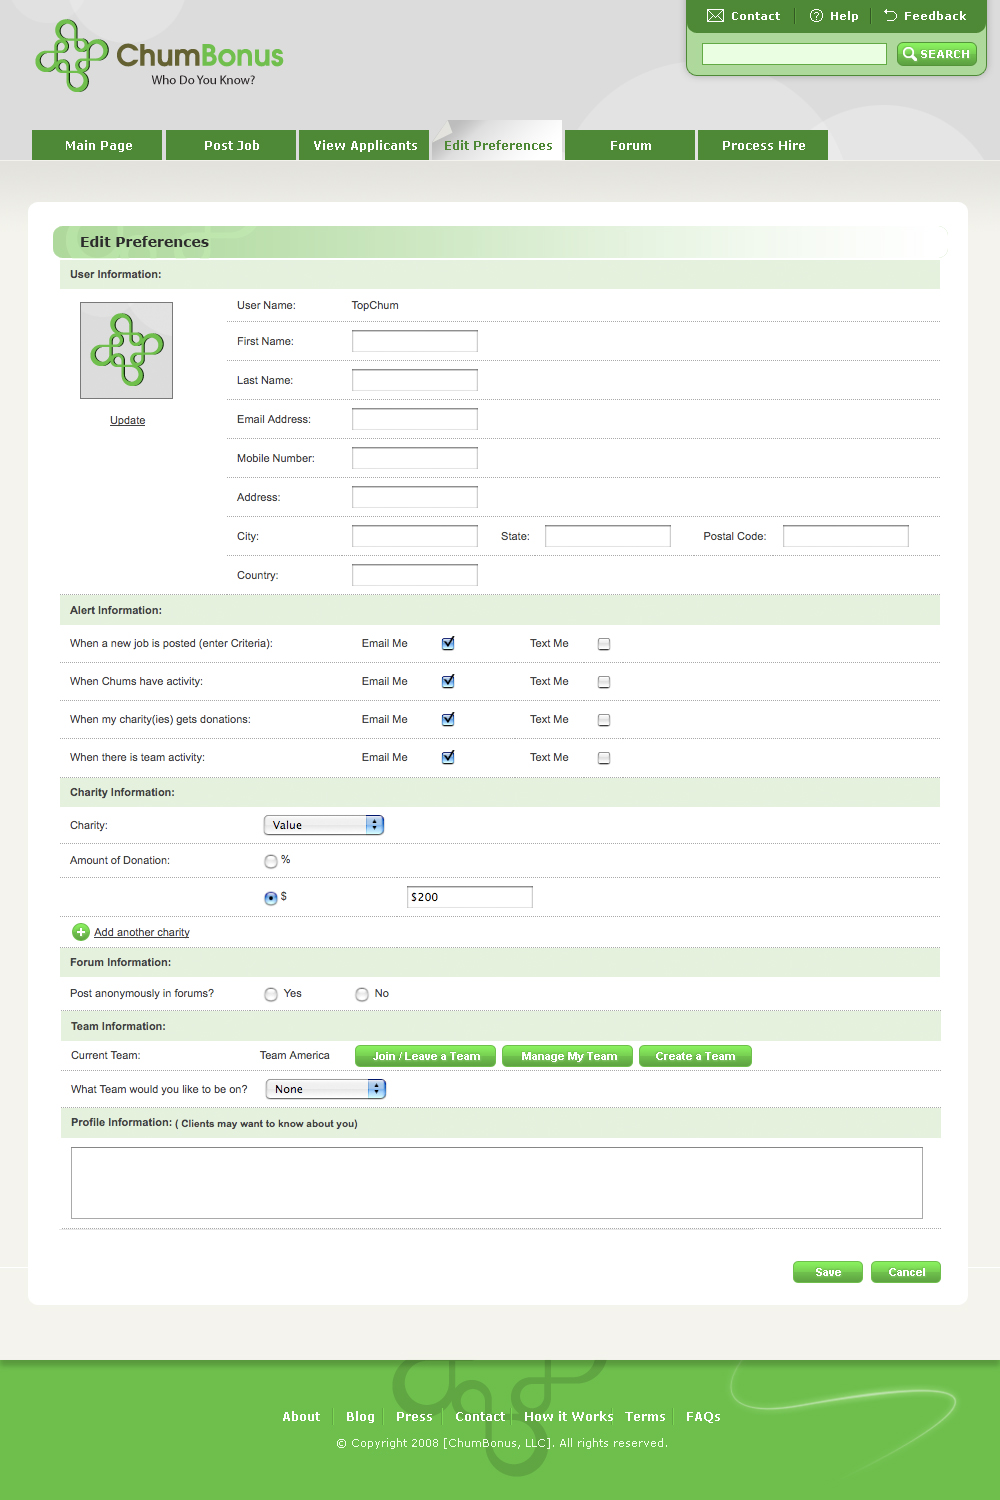 Contact Help Feedback
ChumBonus
Who Do You Know?
SEARCH
Main Page Post Job View Applicants Edit Preferences Forum Process Hire
Edit Preferences
User Information:
User Name: TopChum
First Name:
Last Name:
Update
Email Address:
Mobile Number:
Address:
City: State: Postal Code:
Country:
Alert Information:
When a new job is posted (enter Criteria): Email Me Text Me
When Chums have activity: Email Me Text Me
When my charity(ies) gets donations: Email Me Text Me
When there is team activity: Email Me Text Me
Charity Information:
Charity: Value
Amount of Donation: %
$ $200
Add another charity
Forum Information:
Post anonymously in forums? Yes No
Team Information:
Current Team: Team America Join / Leave a Team Manage My Team Create a Team
What Team would you like to be on? None
Profile Information: ( Clients may want to know about you)
Save Cancel
About Blog Press Contact How it Works Terms FAQs
© Copyright 2008 [ChumBonus, LLC]. All rights reserved.